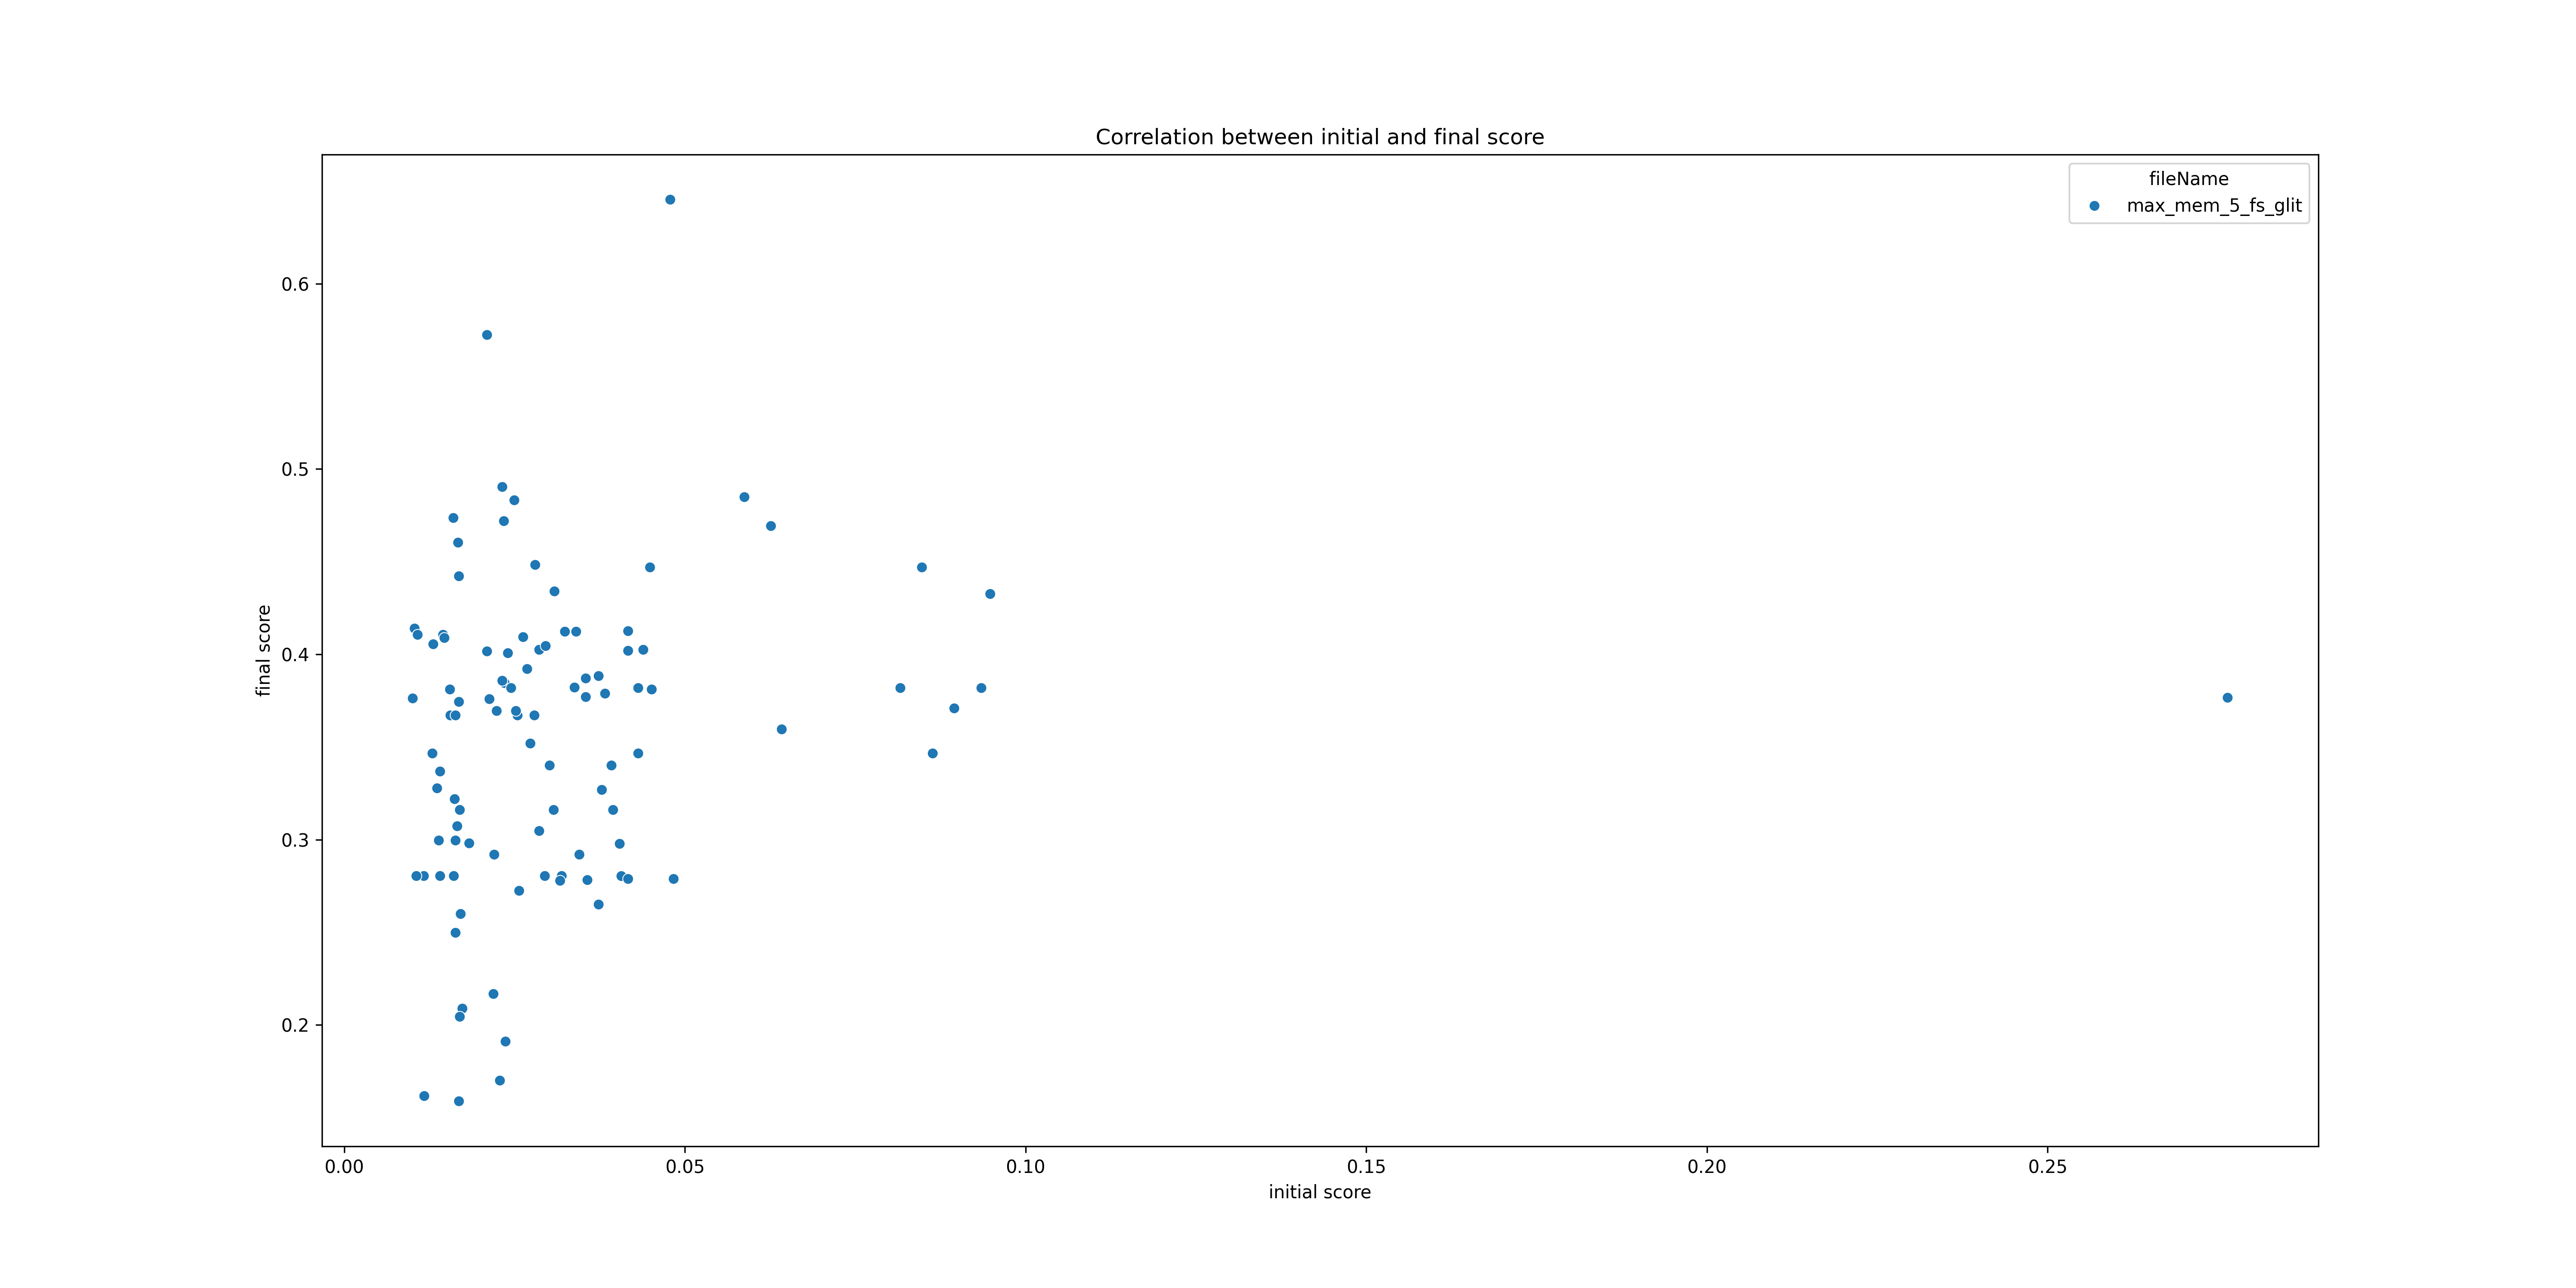 Correlation between initial and final score
fileName
max_mem_5_fs_glit
0.6
0.5
0.4
0.3
0.2
final score
0.00 0.05 0.10 0.15 0.20 0.25
initial score